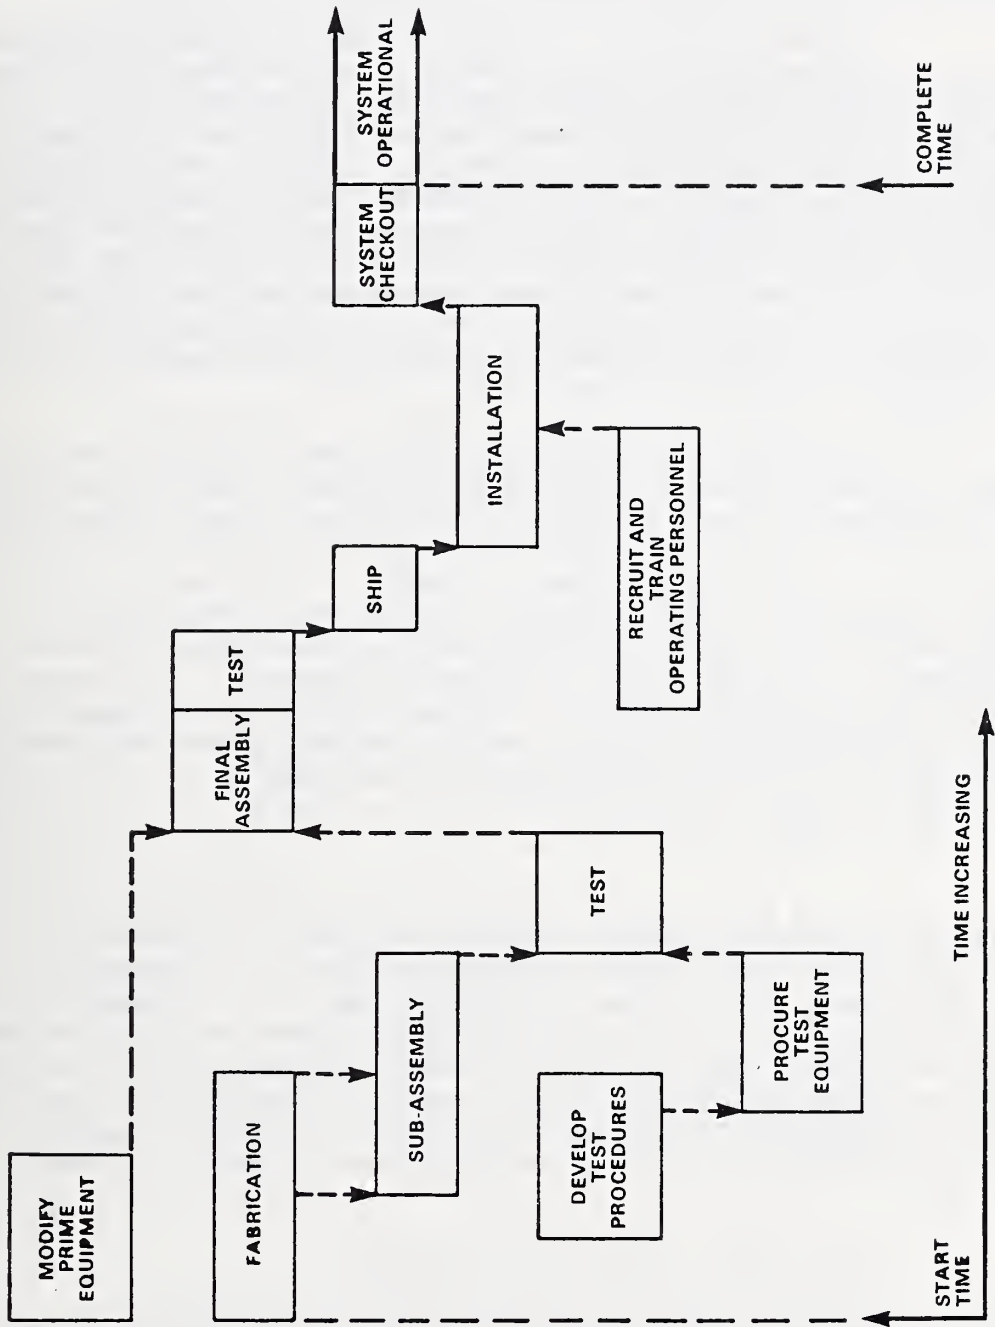 MODIFY
PRIME
EQUIPMENT
FABRICATION
SUB-ASSEMBLY
DEVELOP
TEST
PROCEDURES
PROCURE
TEST
EQUIPMENT
TEST
FINAL
ASSEMBLY
TEST
SHIP
INSTALLATION
RECRUIT AND
TRAIN
OPERATING PERSONNEL
SYSTEM
CHECKOUT
SYSTEM
OPERATIONAL
START
TIME
TIME INCREASING
COMPLETE
TIME